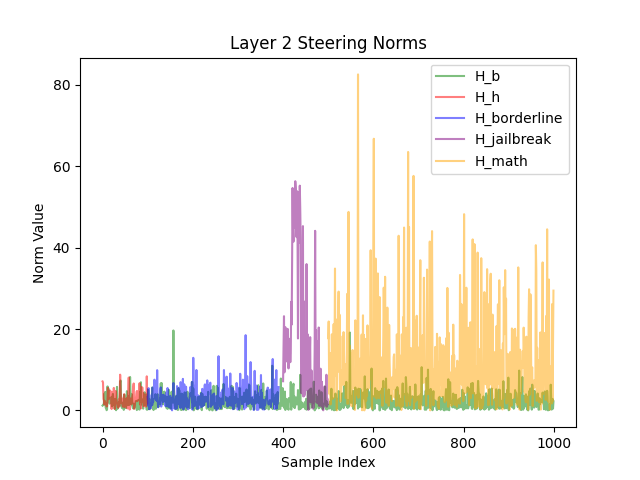 Layer 2 Steering Norms
Norm Value
80
60
40
20
0
H_b
H_h
H_borderline
H_jailbreak
H_math
0 200 400 600 800 1000
Sample Index